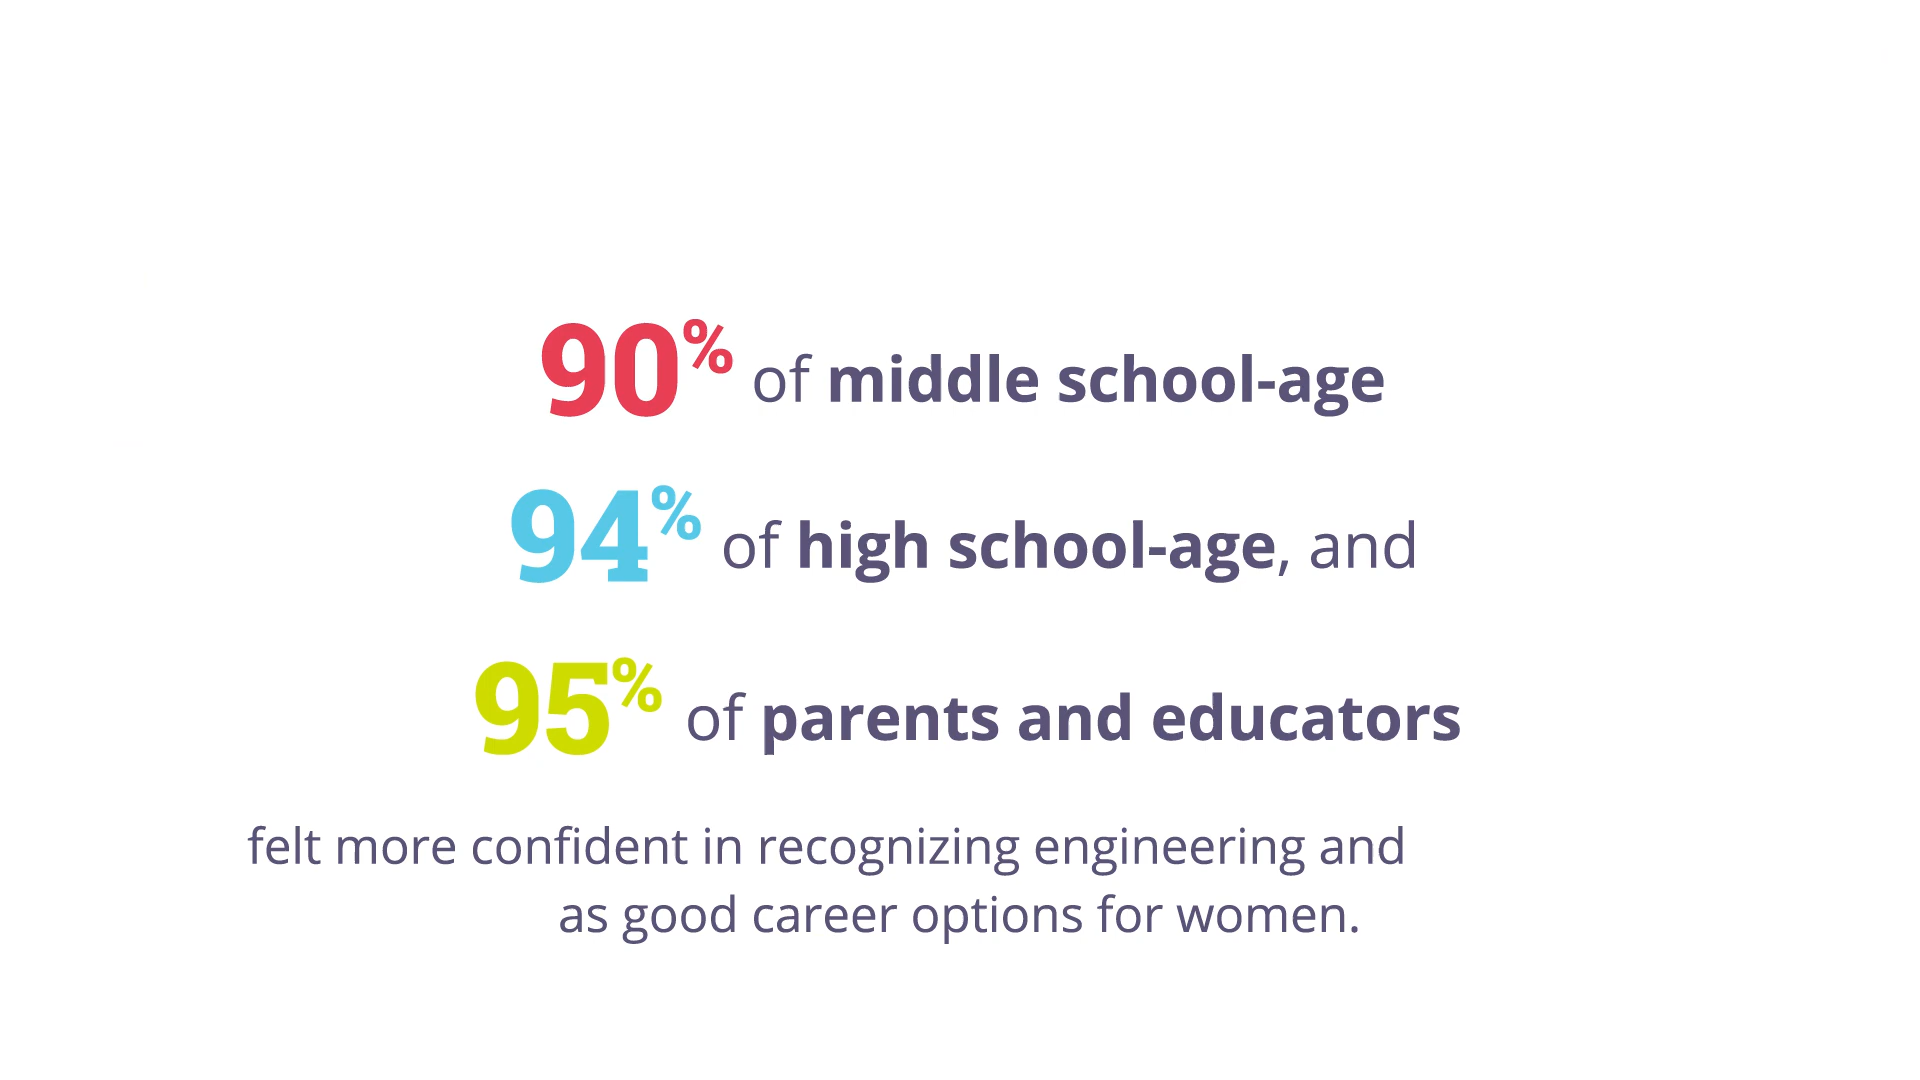 90% of middle school-age
94% of high school-age, and
95% of parents and educators
felt more confident in recognizing engineering and
as good career options for women.